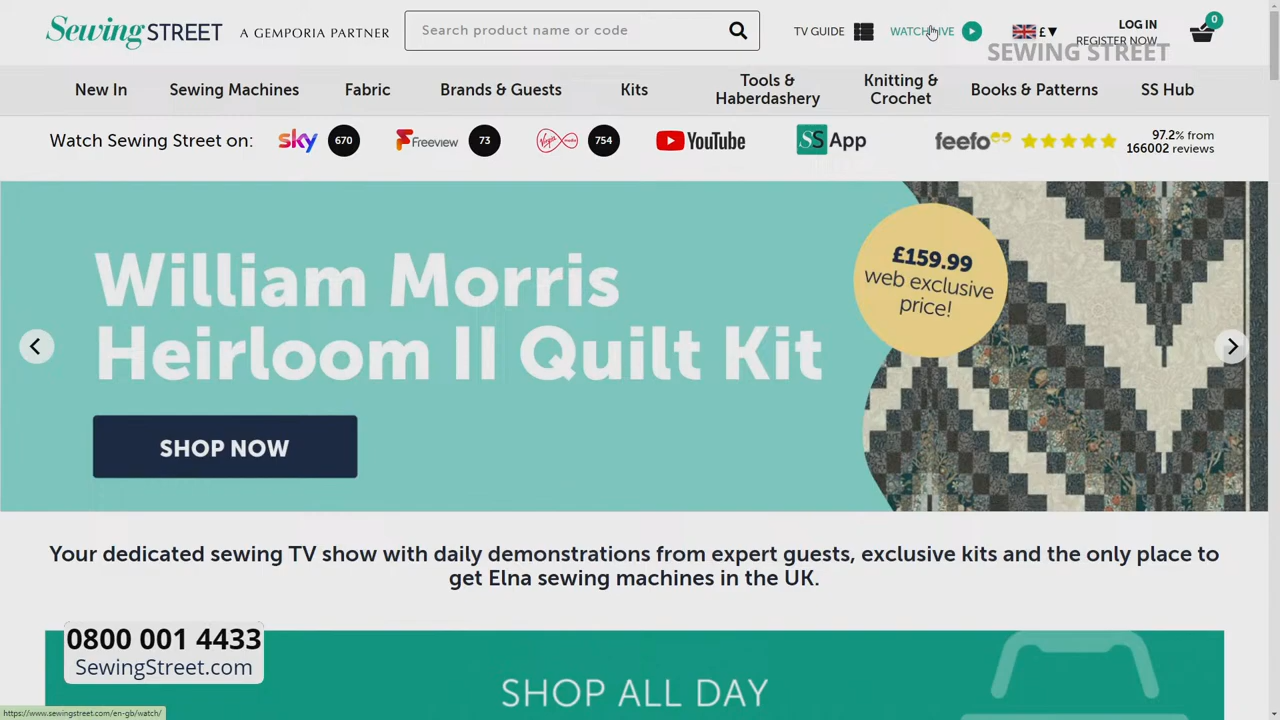 Sewing STREET A GEMPORIA PARTNER
Search product name or code
TV GUIDE
WATCH LIVE
£▼
LOG IN
REGISTER NOW
0
SEWING STREET
New In
Sewing Machines
Fabric
Brands & Guests
Kits
Tools &
Haberdashery
Knitting &
Crochet
Books & Patterns
SS Hub
Watch Sewing Street on:
sky 670
Freeview 73
Virgin media 754
YouTube
SS App
feefo
97.2% from
166002 reviews
William Morris
Heirloom II Quilt Kit
£159.99
web exclusive
price!
SHOP NOW
Your dedicated sewing TV show with daily demonstrations from expert guests, exclusive kits and the only place to
get Elna sewing machines in the UK.
0800 001 4433
SewingStreet.com
SHOP ALL DAY
https://www.sewingstreet.com/en-gb/watch/